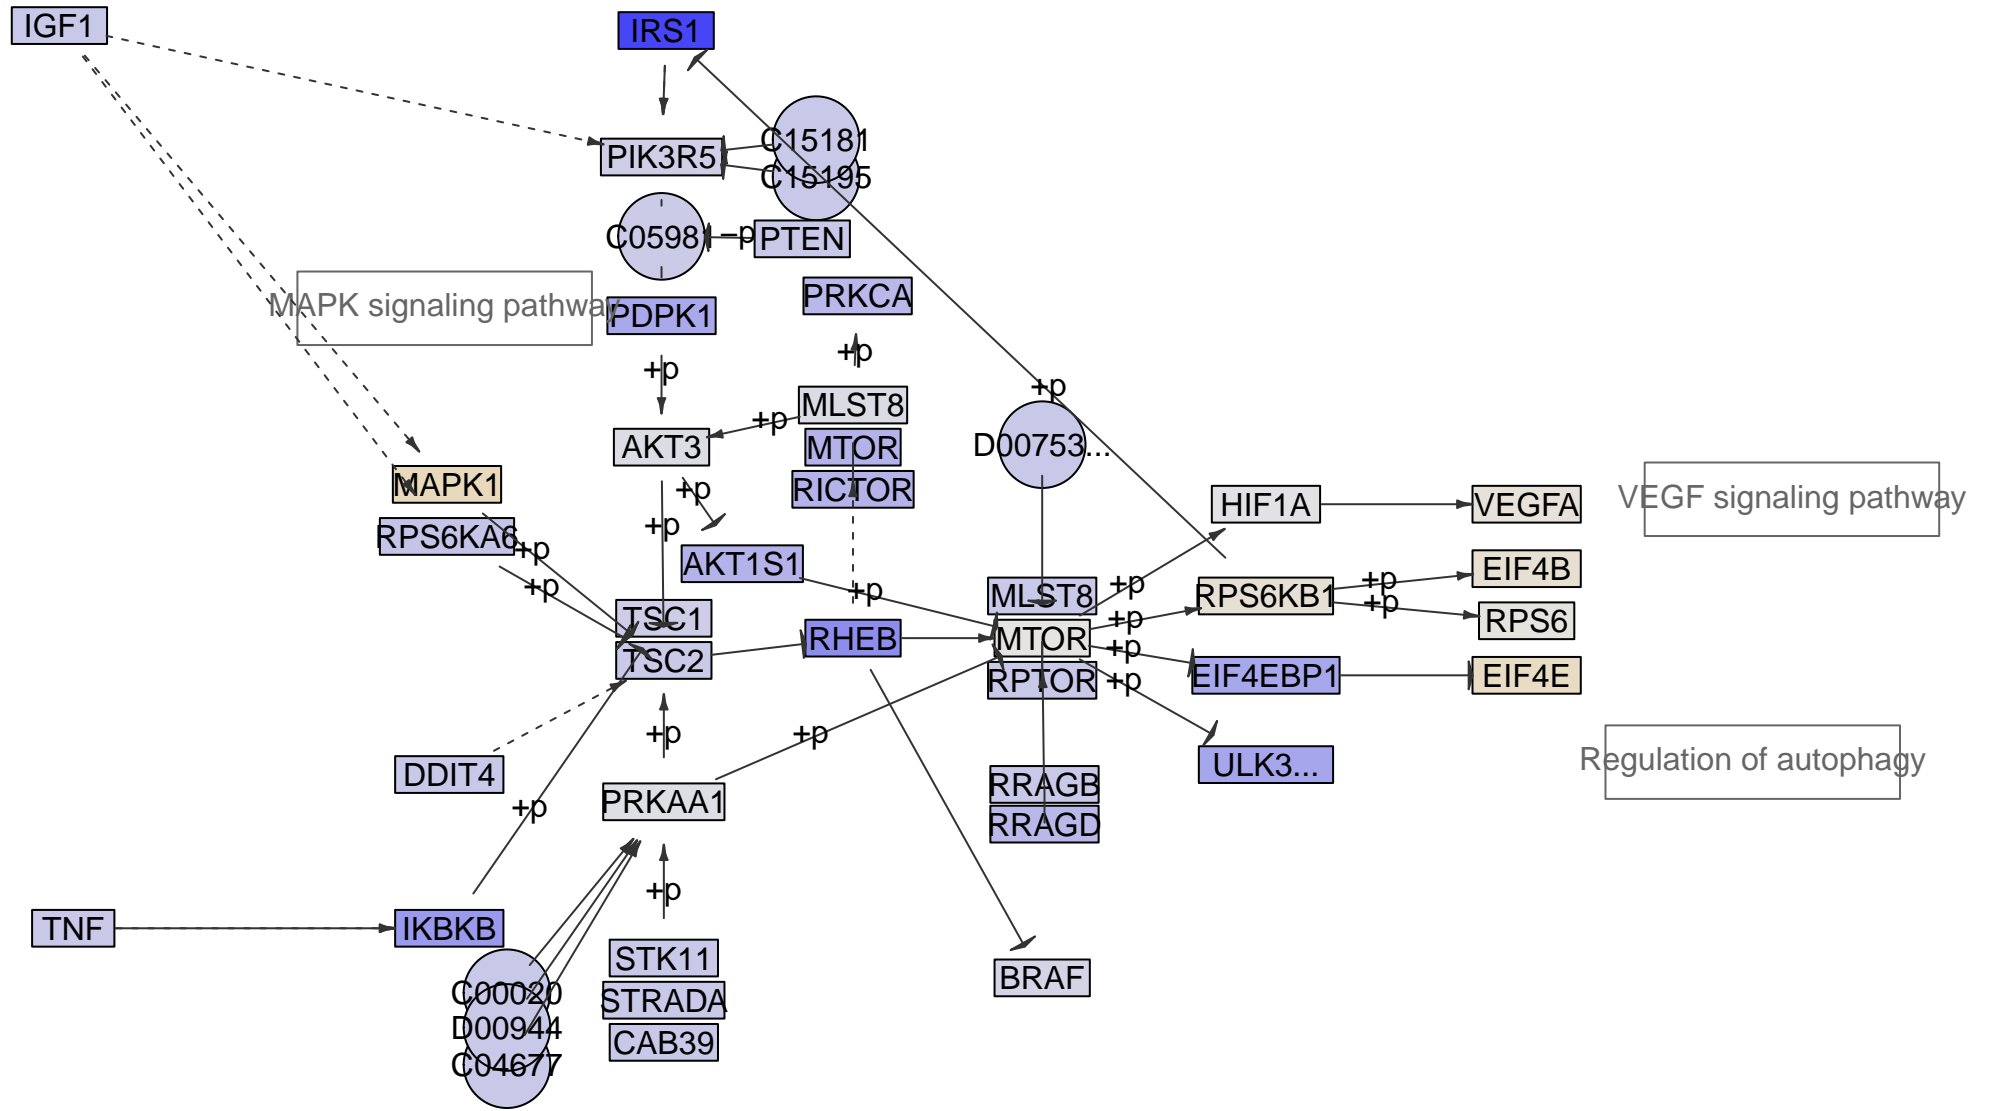 IGF1
IRS1
C15181
PIK3R5
C15195
C0598
−p
PTEN
PRKCA
MAPK signaling pathway
PDPK1
+p
+p
+p
MLST8
+p
AKT3
MTOR
D00753...
MAPK1
RICTOR
+p
VEGF signaling pathway
HIF1A
VEGFA
+p
RPS6KA6
+p
AKT1S1
EIF4B
+p
+p
+p
+p
MLST8
RPS6KB1
+p
TSC1
+p
RPS6
RHEB
MTOR
+p
TSC2
RPTOR
+p
EIF4EBP1
EIF4E
+p
+p
Regulation of autophagy
ULK3...
DDIT4
RRAGB
PRKAA1
+p
RRAGD
+p
TNF
IKBKB
STK11
BRAF
C00020
STRADA
D00944
CAB39
C04677